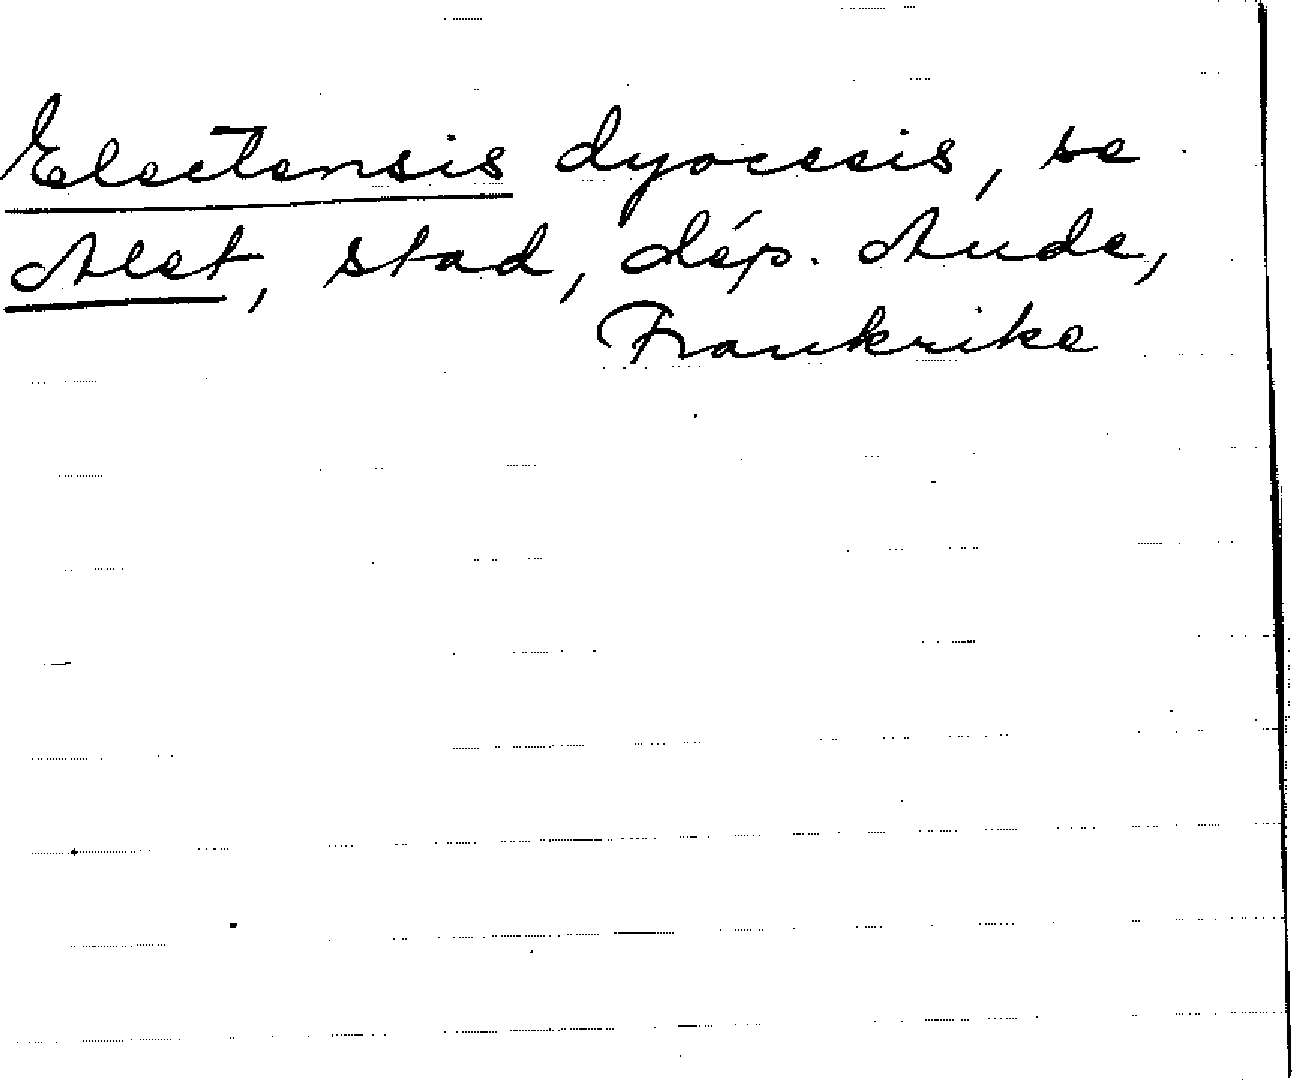 Electensis dyocesis, se
Alet, stad, dép. Aude,
Frankrike